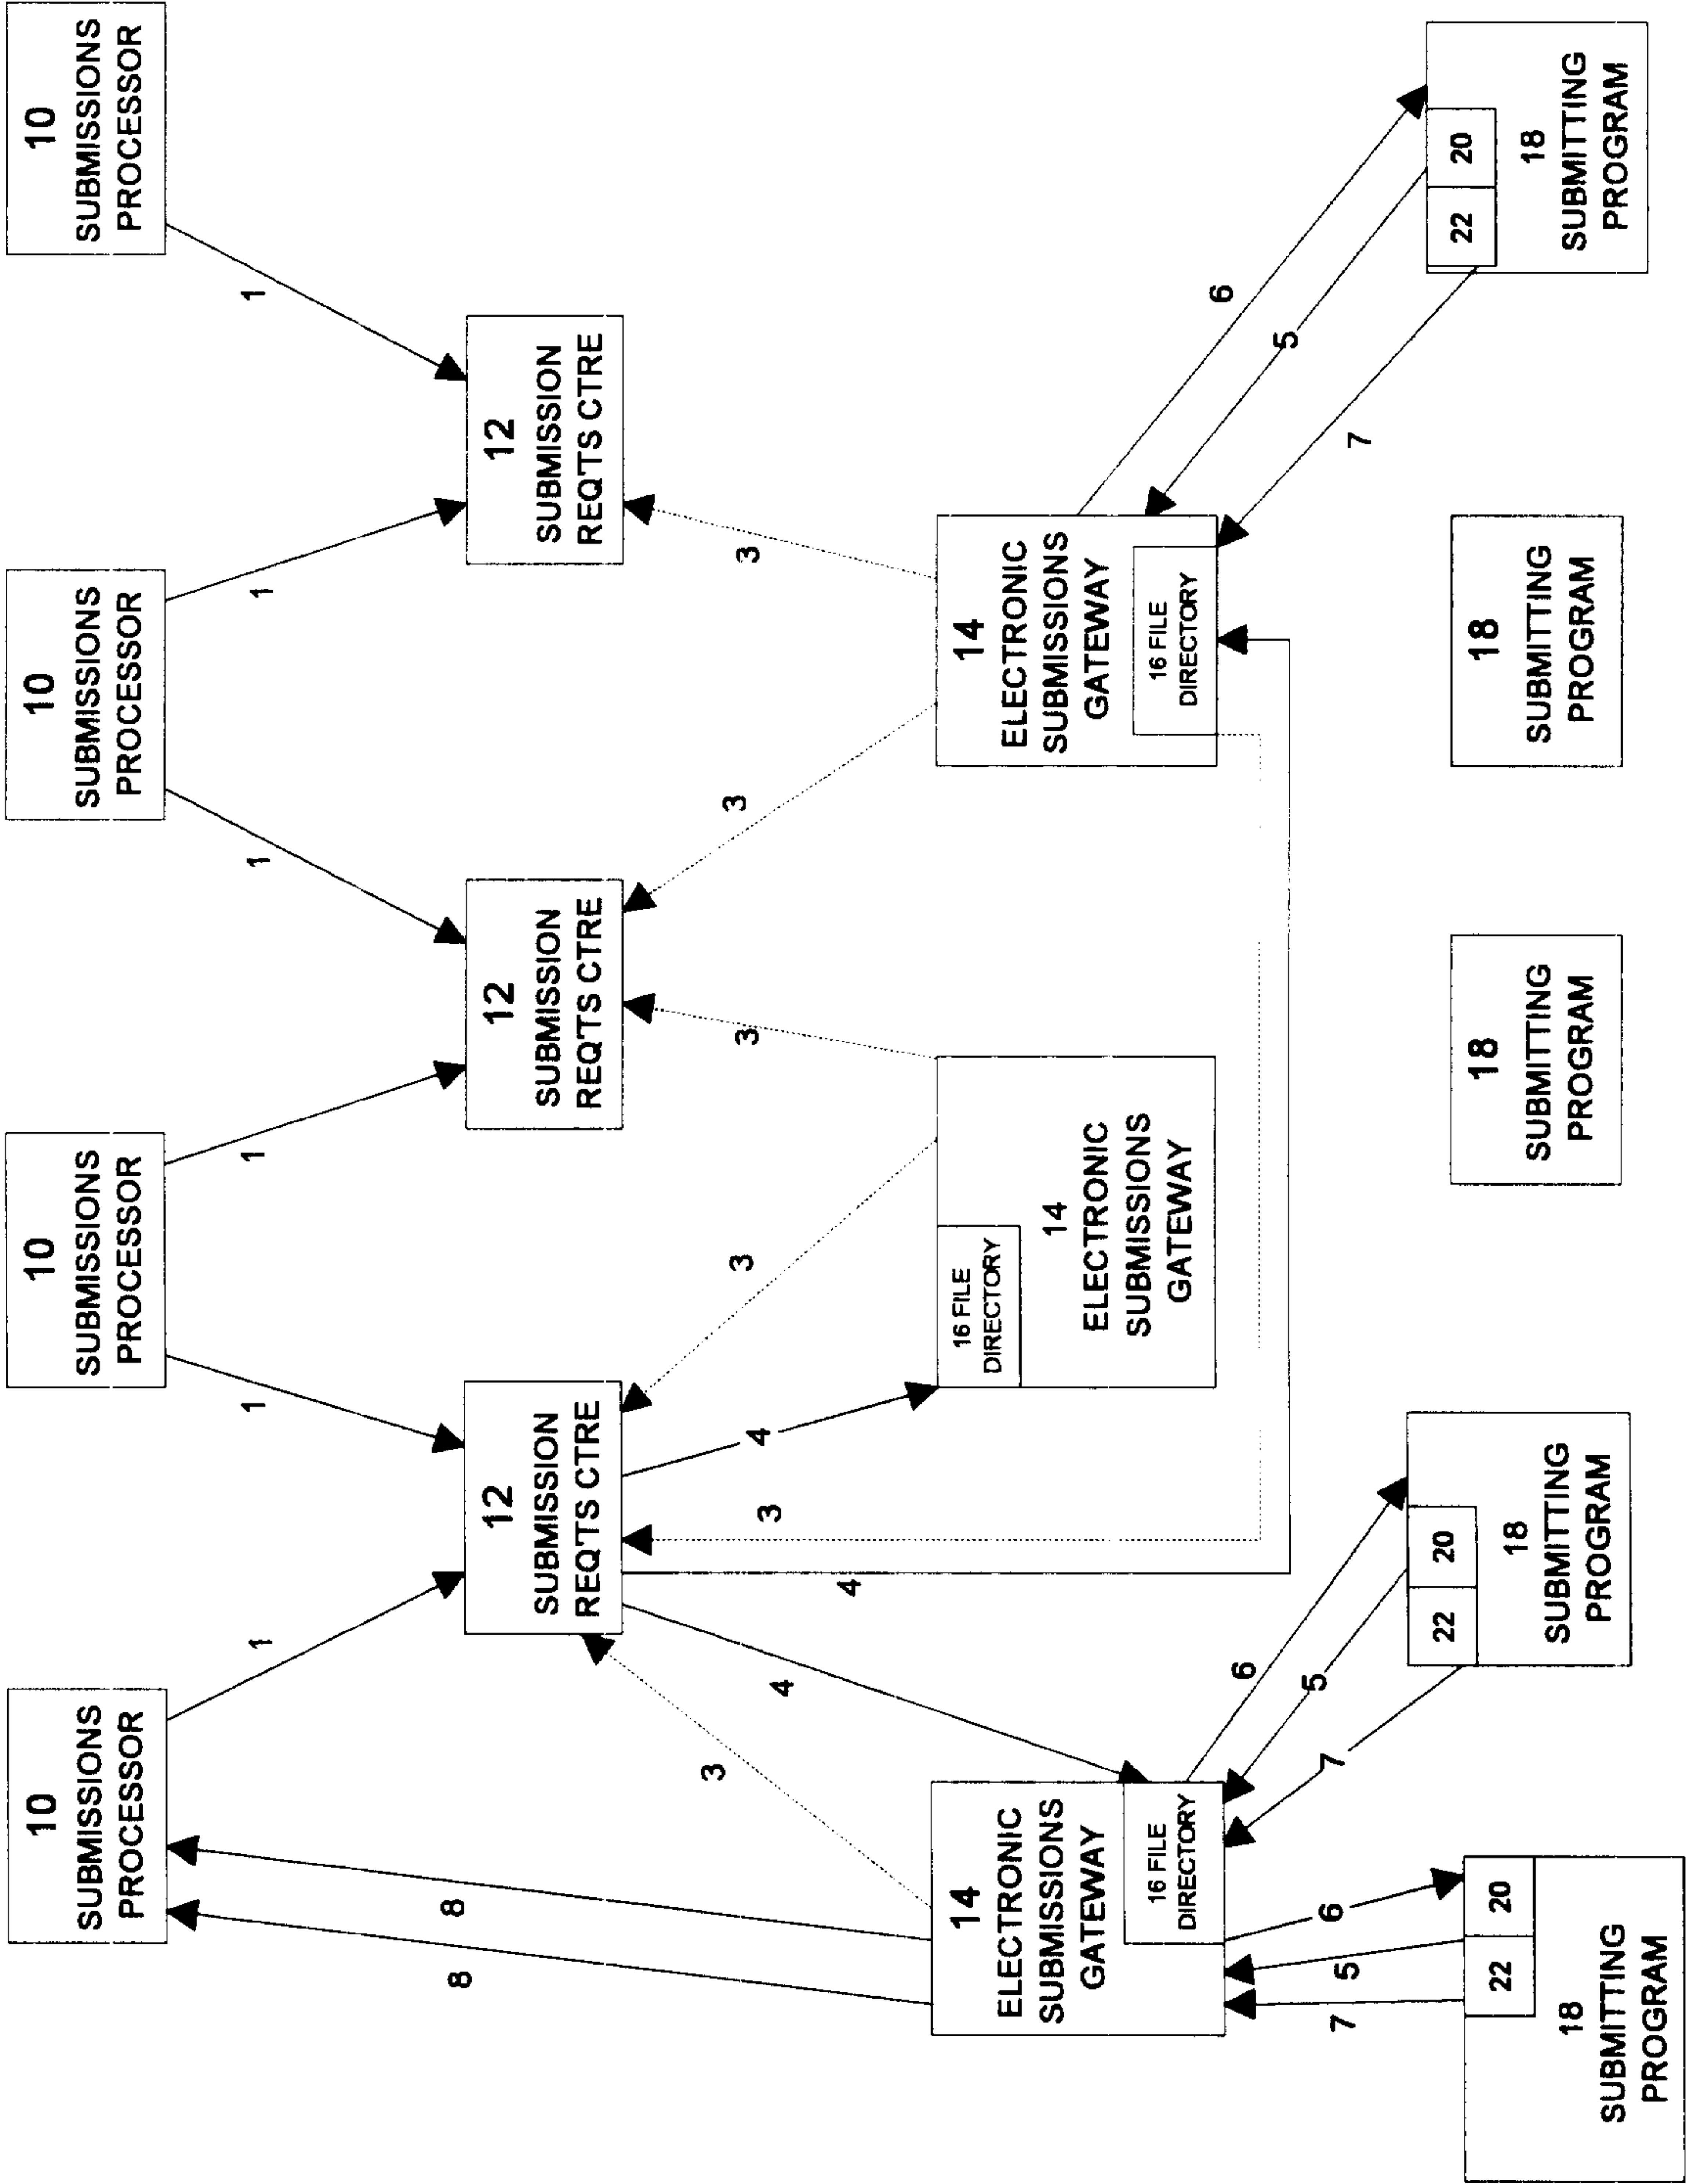 10
SUBMISSIONS
PROCESSOR
10
SUBMISSIONS
PROCESSOR
10
SUBMISSIONS
PROCESSOR
10
SUBMISSIONS
PROCESSOR
1
1
1
1
1
1
8
8
12
SUBMISSION
REQ'TS CTRE
12
SUBMISSION
REQ'TS CTRE
12
SUBMISSION
REQ'TS CTRE
3
4
4
3
4
3
3
3
3
14
ELECTRONIC
SUBMISSIONS
GATEWAY
16 FILE
DIRECTORY
16 FILE
DIRECTORY
14
ELECTRONIC
SUBMISSIONS
GATEWAY
14
ELECTRONIC
SUBMISSIONS
GATEWAY
16 FILE
DIRECTORY
7
5
6
7
5
6
7
5
6
22
20
18
SUBMITTING
PROGRAM
22
20
18
SUBMITTING
PROGRAM
18
SUBMITTING
PROGRAM
18
SUBMITTING
PROGRAM
22
20
18
SUBMITTING
PROGRAM